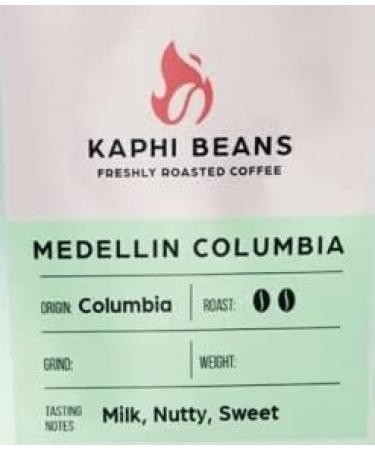 KAPHI BEANS
FRESHLY ROASTED COFFEE
MEDELLIN COLUMBIA
ORIGIN: Columbia ROAST:
GRIND: WEIGHT:
TASTING NOTES Milk, Nutty, Sweet